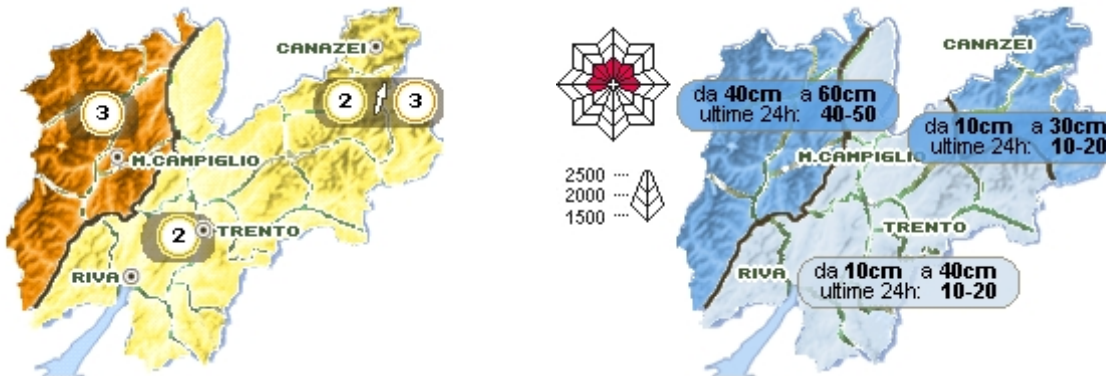 CANAZEI
2 3
3
M.CAMPIGLIO
2
TRENTO
RIVA
CANAZEI
da 40cm a 60cm
ultime 24h: 40-50
da 10cm a 30cm
ultime 24h: 10-20
M.CAMPIGLIO
2500
2000
1500
TRENTO
RIVA
da 10cm a 40cm
ultime 24h: 10-20